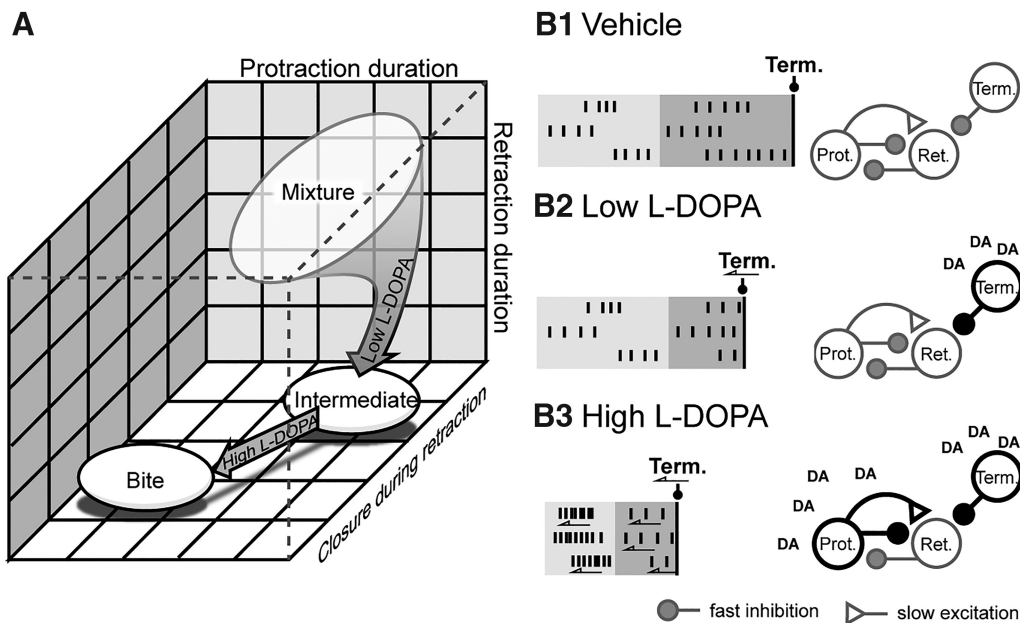 A
Protraction duration
Retraction duration
Mixture
Low L-DOPA
Intermediate
High L-DOPA
Bite
Closure during retraction
B1 Vehicle
Term.
Term.
Prot.
Ret.
B2 Low L-DOPA
Term.
DA
DA
DA
Term.
Prot.
Ret.
B3 High L-DOPA
Term.
DA
DA
DA
DA
DA
DA
DA
Term.
Prot.
Ret.
fast inhibition
slow excitation